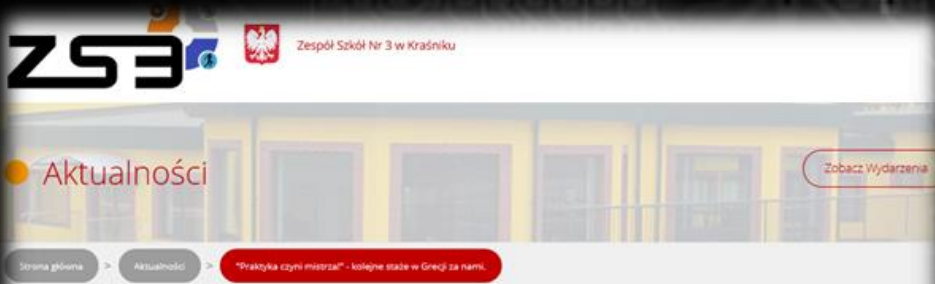 ZS3
Zespół Szkół Nr 3 w Kraśniku
Aktualności
Zobacz Wydarzenia
Strona główna > Aktualności > "Praktyka czyni mistrza!" - kolejne staże w Grecji za nami.